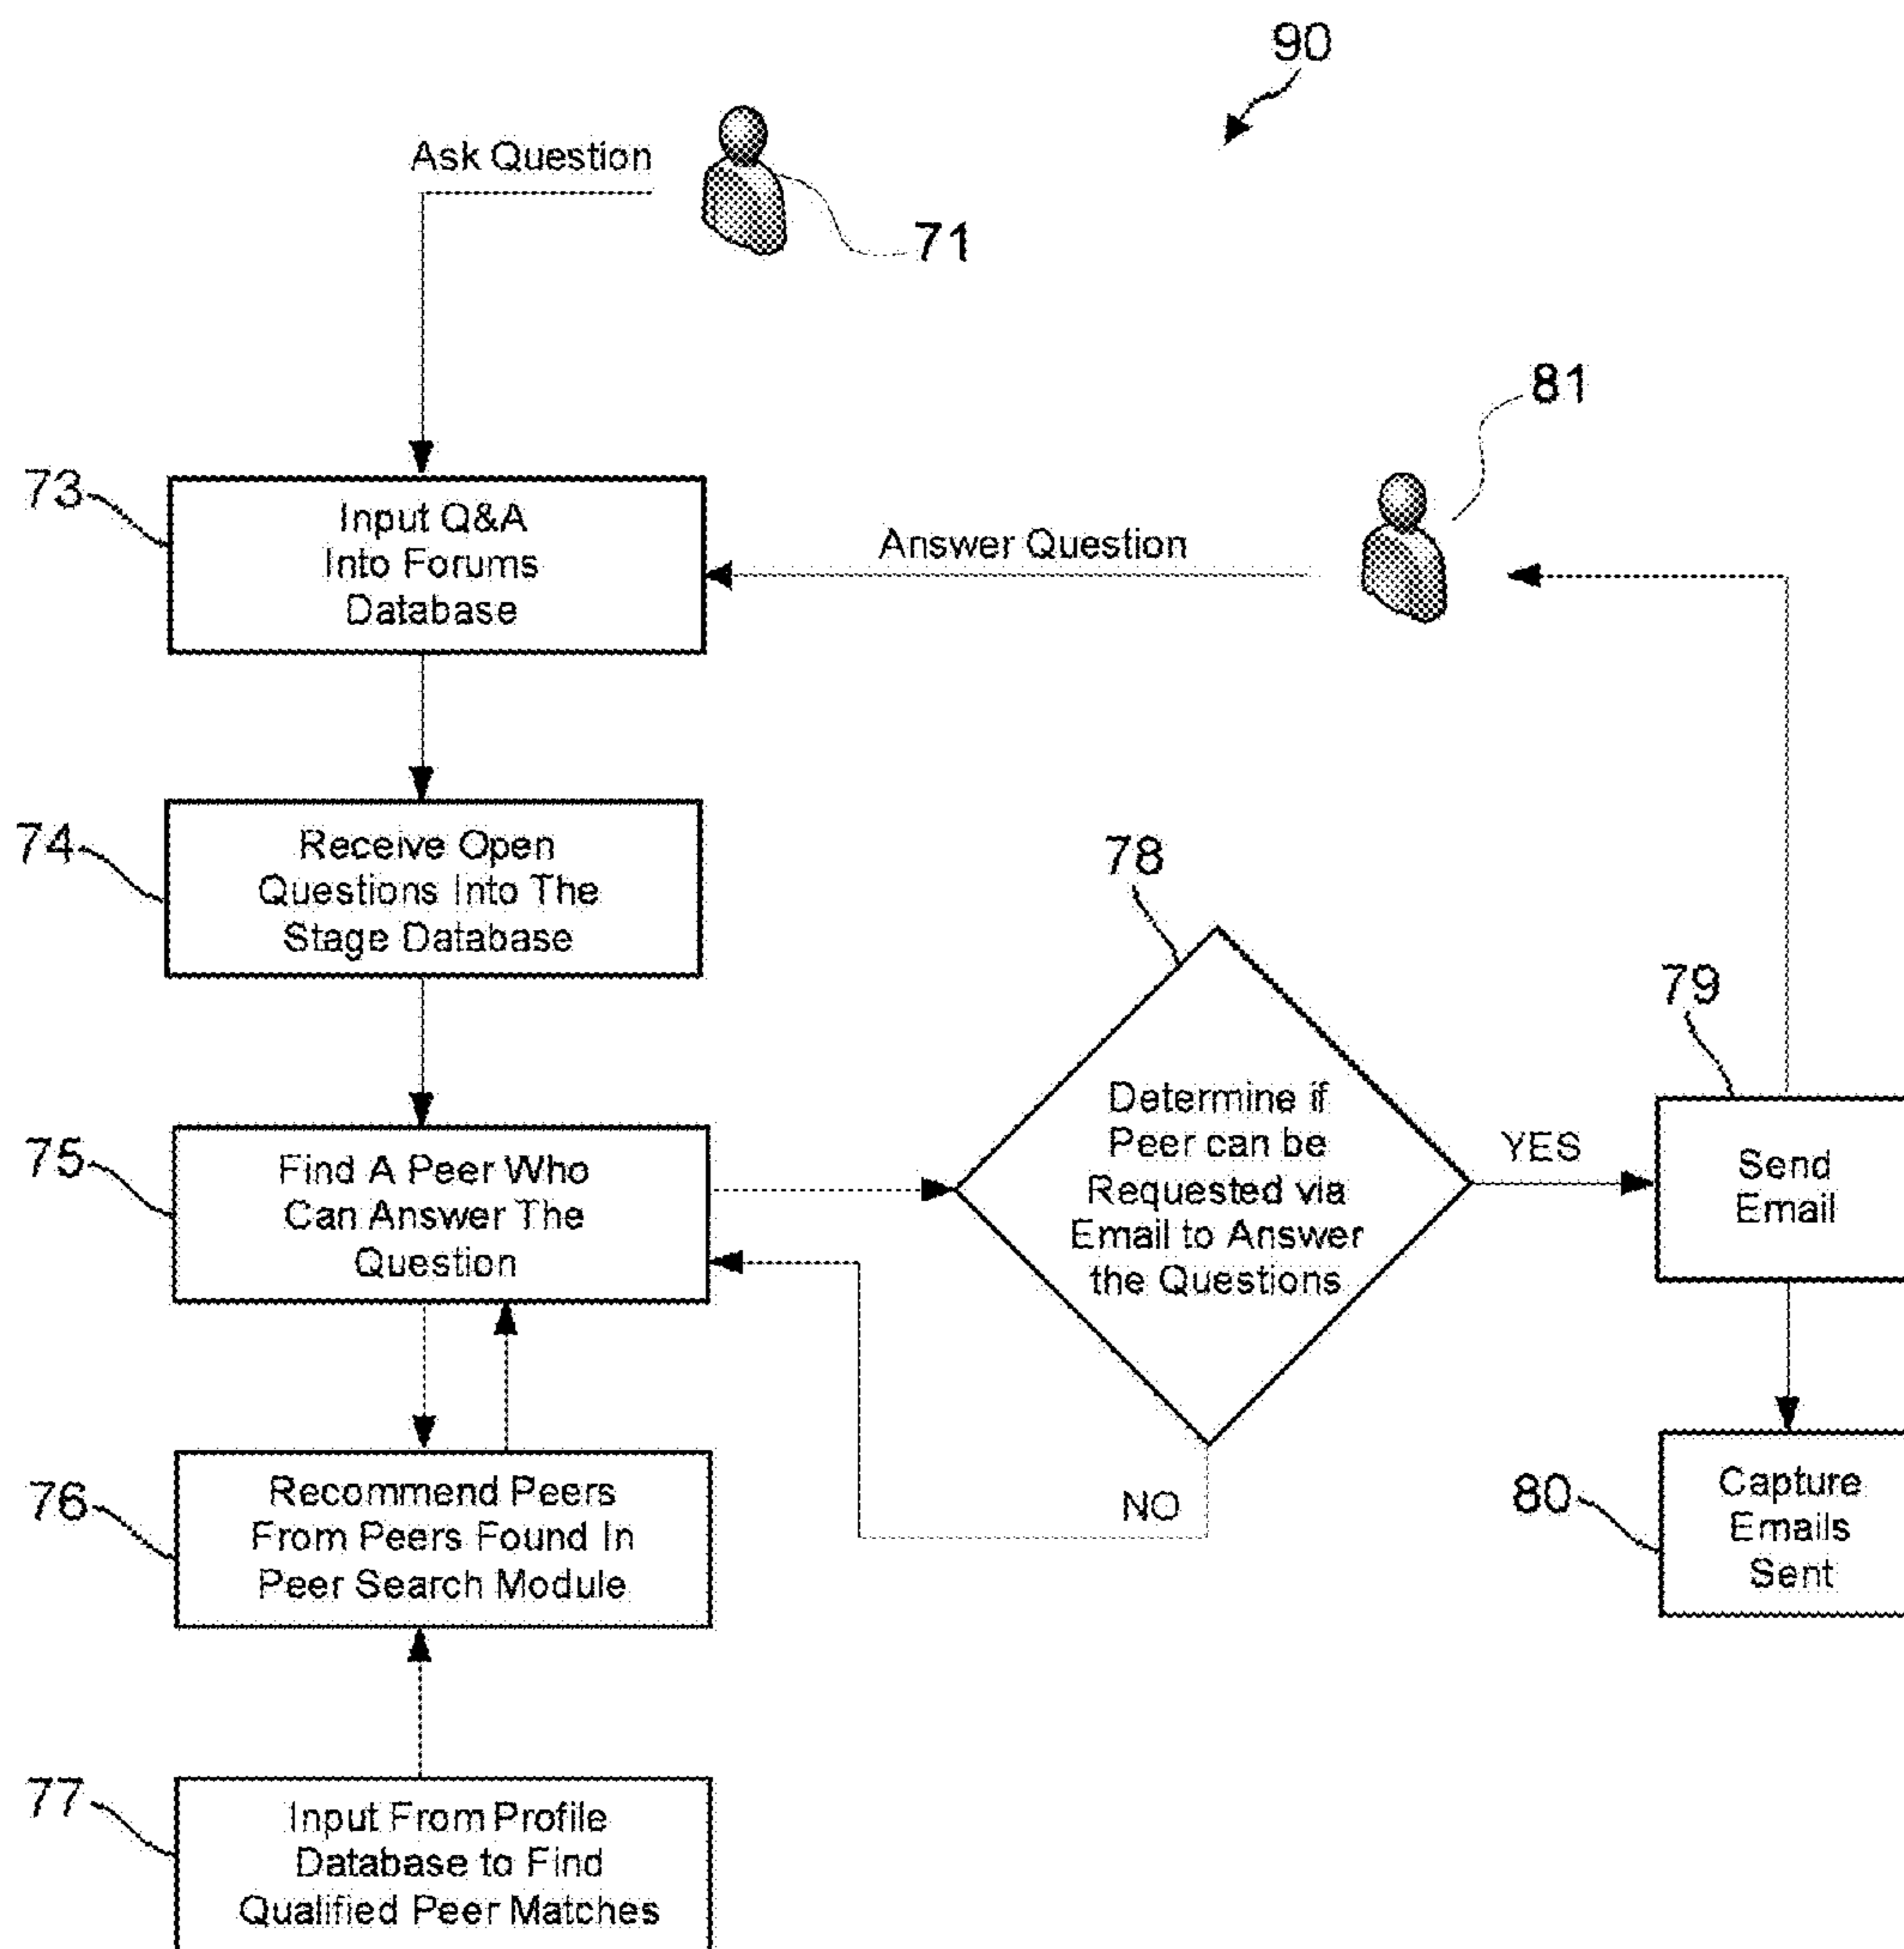 90
Ask Question
71
81
73
Input Q&A
Into Forums
Database
Answer Question
74
Receive Open
Questions Into The
Stage Database
78
79
75
Find A Peer Who
Can Answer The
Question
Determine if
Peer can be
Requested via
Email to Answer
the Questions
YES
Send
Email
76
Recommend Peers
From Peers Found In
Peer Search Module
NO
80
Capture
Emails
Sent
77
Input From Profile
Database to Find
Qualified Peer Matches